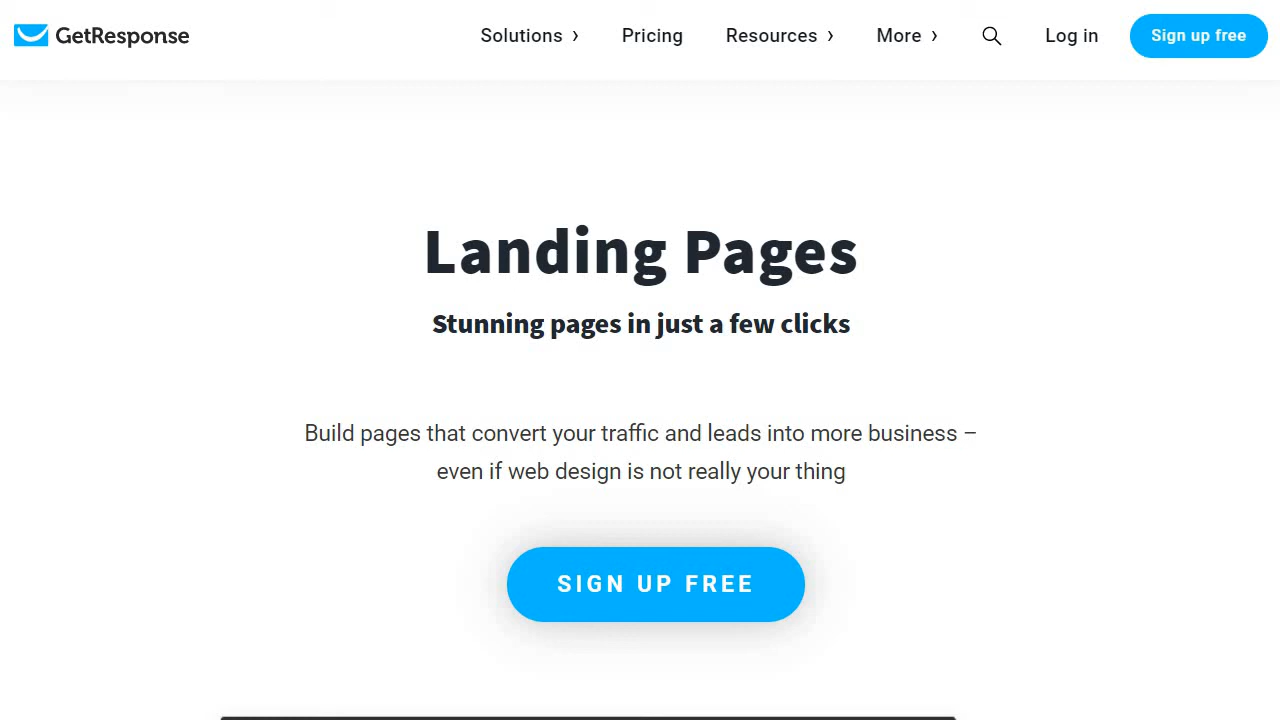 GetResponse
Solutions › Pricing Resources › More › Log in Sign up free
Landing Pages
Stunning pages in just a few clicks
Build pages that convert your traffic and leads into more business –
even if web design is not really your thing
SIGN UP FREE